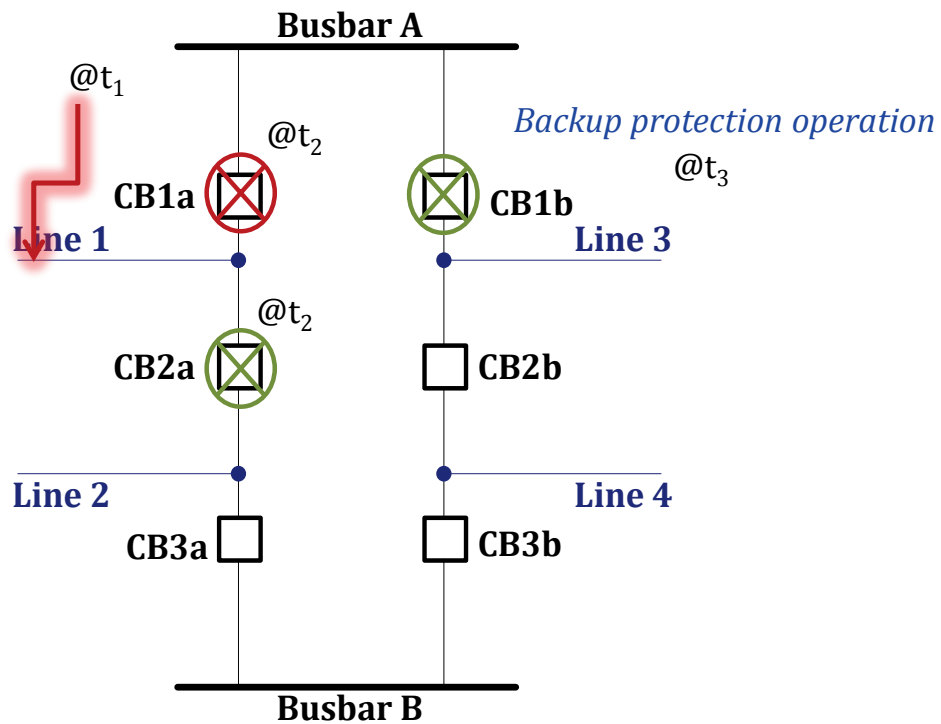 Busbar A
@t₁
@t₂
Backup protection operation
@t₃
CB1a
CB1b
Line 1
Line 3
@t₂
CB2a
CB2b
Line 2
Line 4
CB3a
CB3b
Busbar B